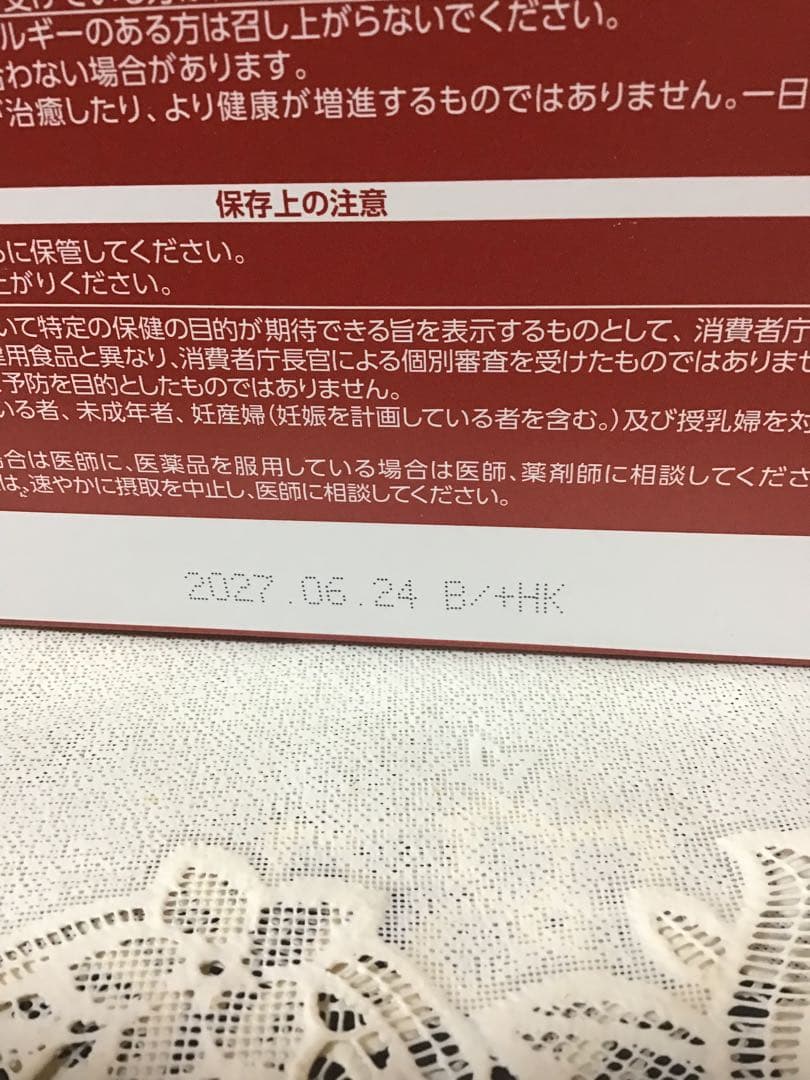 ルギーのある方は召し上がらないでください。
わない場合があります。
治癒したり、より健康が増進するものではありません。一日
保存上の注意
に保管してください。
上がりください。
いて特定の保健の目的が期待できる旨を表示するものとして、消費者庁
用食品と異なり、消費者庁長官による個別審査を受けたものではありませ
予防を目的としたものではありません。
いる者、未成年者、妊産婦(妊娠を計画している者を含む。)及び授乳婦を対
合は医師に、医薬品を服用している場合は医師、薬剤師に相談してくださ
は、速やかに摂取を中止し、医師に相談してください。
2027.06.24 B/+HK